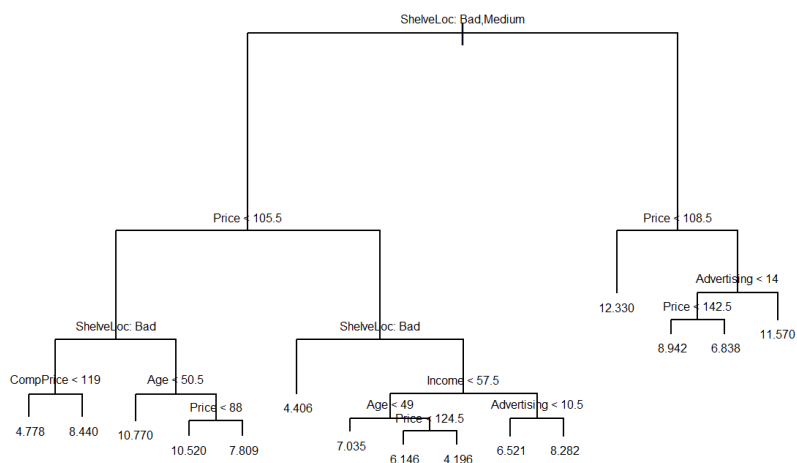 ShelveLoc: Bad,Medium
Price < 105.5
Price < 108.5
Advertising < 14
12.330
Price < 142.5
11.570
ShelveLoc: Bad
ShelveLoc: Bad
8.942
6.838
CompPrice < 119
Age < 50.5
Income < 57.5
4.406
Price < 88
Age < 49
Advertising < 10.5
Price < 124.5
4.778
8.440
10.770
7.035
10.520
7.809
6.146
4.196
6.521
8.282